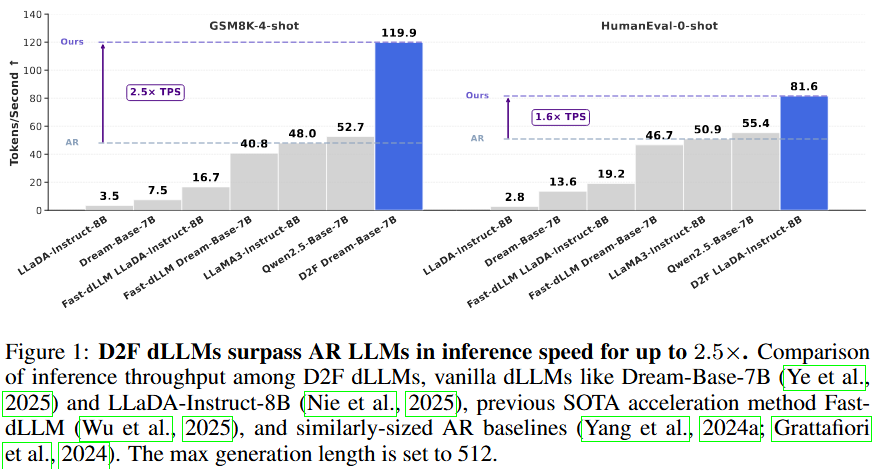 GSM8K-4-shot
Tokens/Second ↑
140
120
100
80
60
40
20
0
Ours
AR
2.5× TPS
3.5
7.5
16.7
40.8
48.0
52.7
119.9
LLaDA-Instruct-8B
Dream-Base-7B
Fast-dLLM LLaDA-Instruct-8B
Fast-dLLM Dream-Base-7B
LLaMA3-Instruct-8B
Qwen2.5-Base-7B
D2F Dream-Base-7B
HumanEval-0-shot
Ours
AR
1.6× TPS
2.8
13.6
19.2
46.7
50.9
55.4
81.6
LLaDA-Instruct-8B
Dream-Base-7B
Fast-dLLM LLaDA-Instruct-8B
Fast-dLLM Dream-Base-7B
LLaMA3-Instruct-8B
Qwen2.5-Base-7B
D2F LLaDA-Instruct-8B
Figure 1: D2F dLLMs surpass AR LLMs in inference speed for up to 2.5×. Comparison
of inference throughput among D2F dLLMs, vanilla dLLMs like Dream-Base-7B (Ye et al.,
2025) and LLaDA-Instruct-8B (Nie et al., 2025), previous SOTA acceleration method Fast-
dLLM (Wu et al., 2025), and similarly-sized AR baselines (Yang et al., 2024a; Grattafiori
et al., 2024). The max generation length is set to 512.